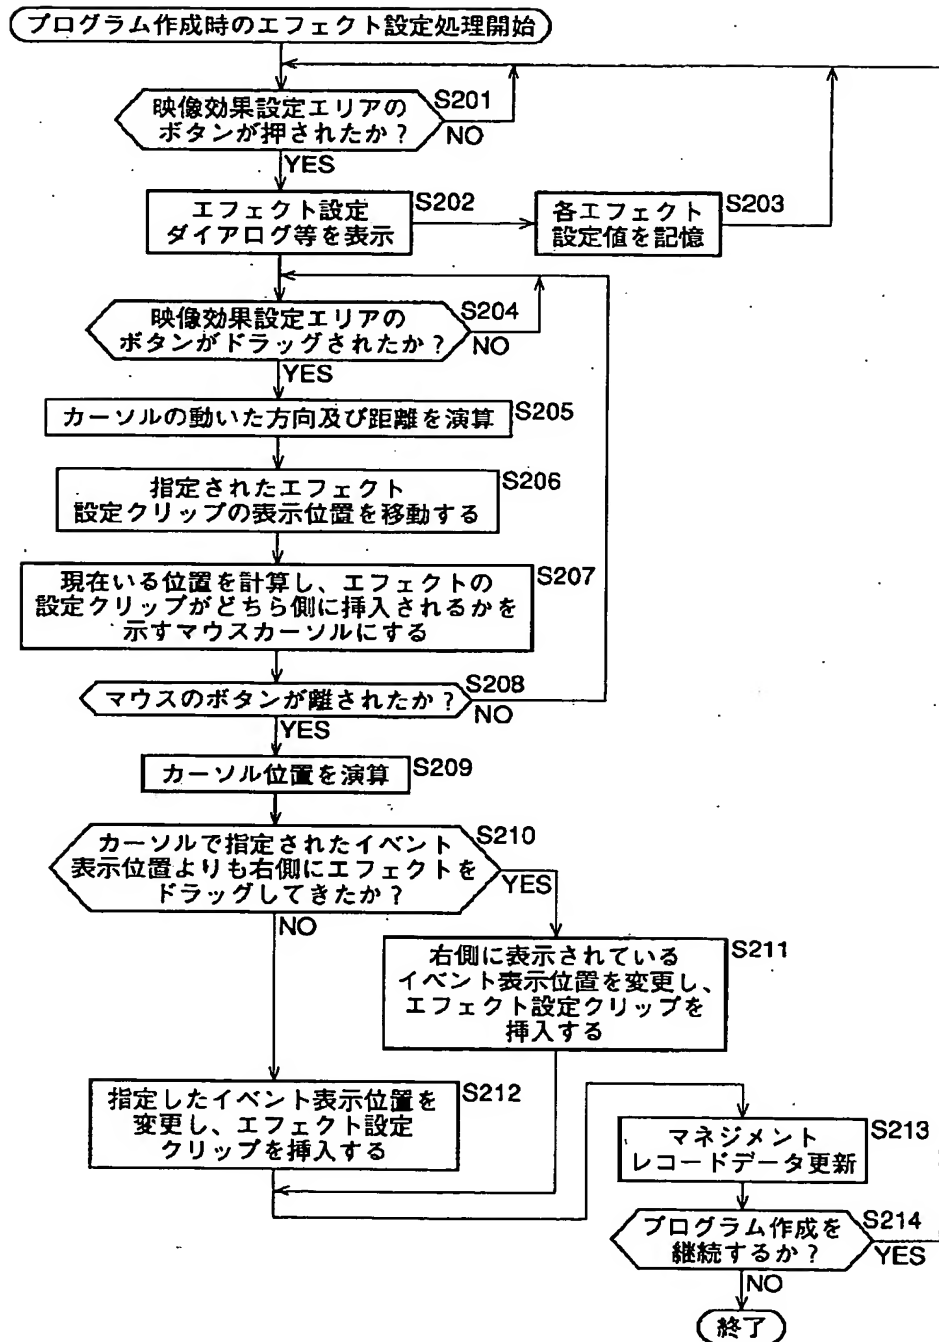 プログラム作成時のエフェクト設定処理開始
映像効果設定エリアの
ボタンが押されたか？
S201
NO
YES
エフェクト設定
ダイアログ等を表示
S202
各エフェクト
設定値を記憶
S203
映像効果設定エリアの
ボタンがドラッグされたか？
S204
NO
YES
カーソルの動いた方向及び距離を演算
S205
指定されたエフェクト
設定クリップの表示位置を移動する
S206
現在いる位置を計算し、エフェクトの
設定クリップがどちら側に挿入されるかを
示すマウスカーソルにする
S207
マウスのボタンが離されたか？
S208
NO
YES
カーソル位置を演算
S209
カーソルで指定されたイベント
表示位置よりも右側にエフェクトを
ドラッグしてきたか？
S210
YES
NO
右側に表示されている
イベント表示位置を変更し、
エフェクト設定クリップを
挿入する
S211
指定したイベント表示位置を
変更し、エフェクト設定
クリップを挿入する
S212
マネジメント
レコードデータ更新
S213
プログラム作成を
継続するか？
S214
YES
NO
終了